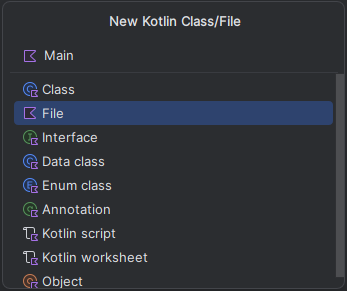 New Kotlin Class/File
Main
Class
File
Interface
Data class
Enum class
Annotation
Kotlin script
Kotlin worksheet
Object